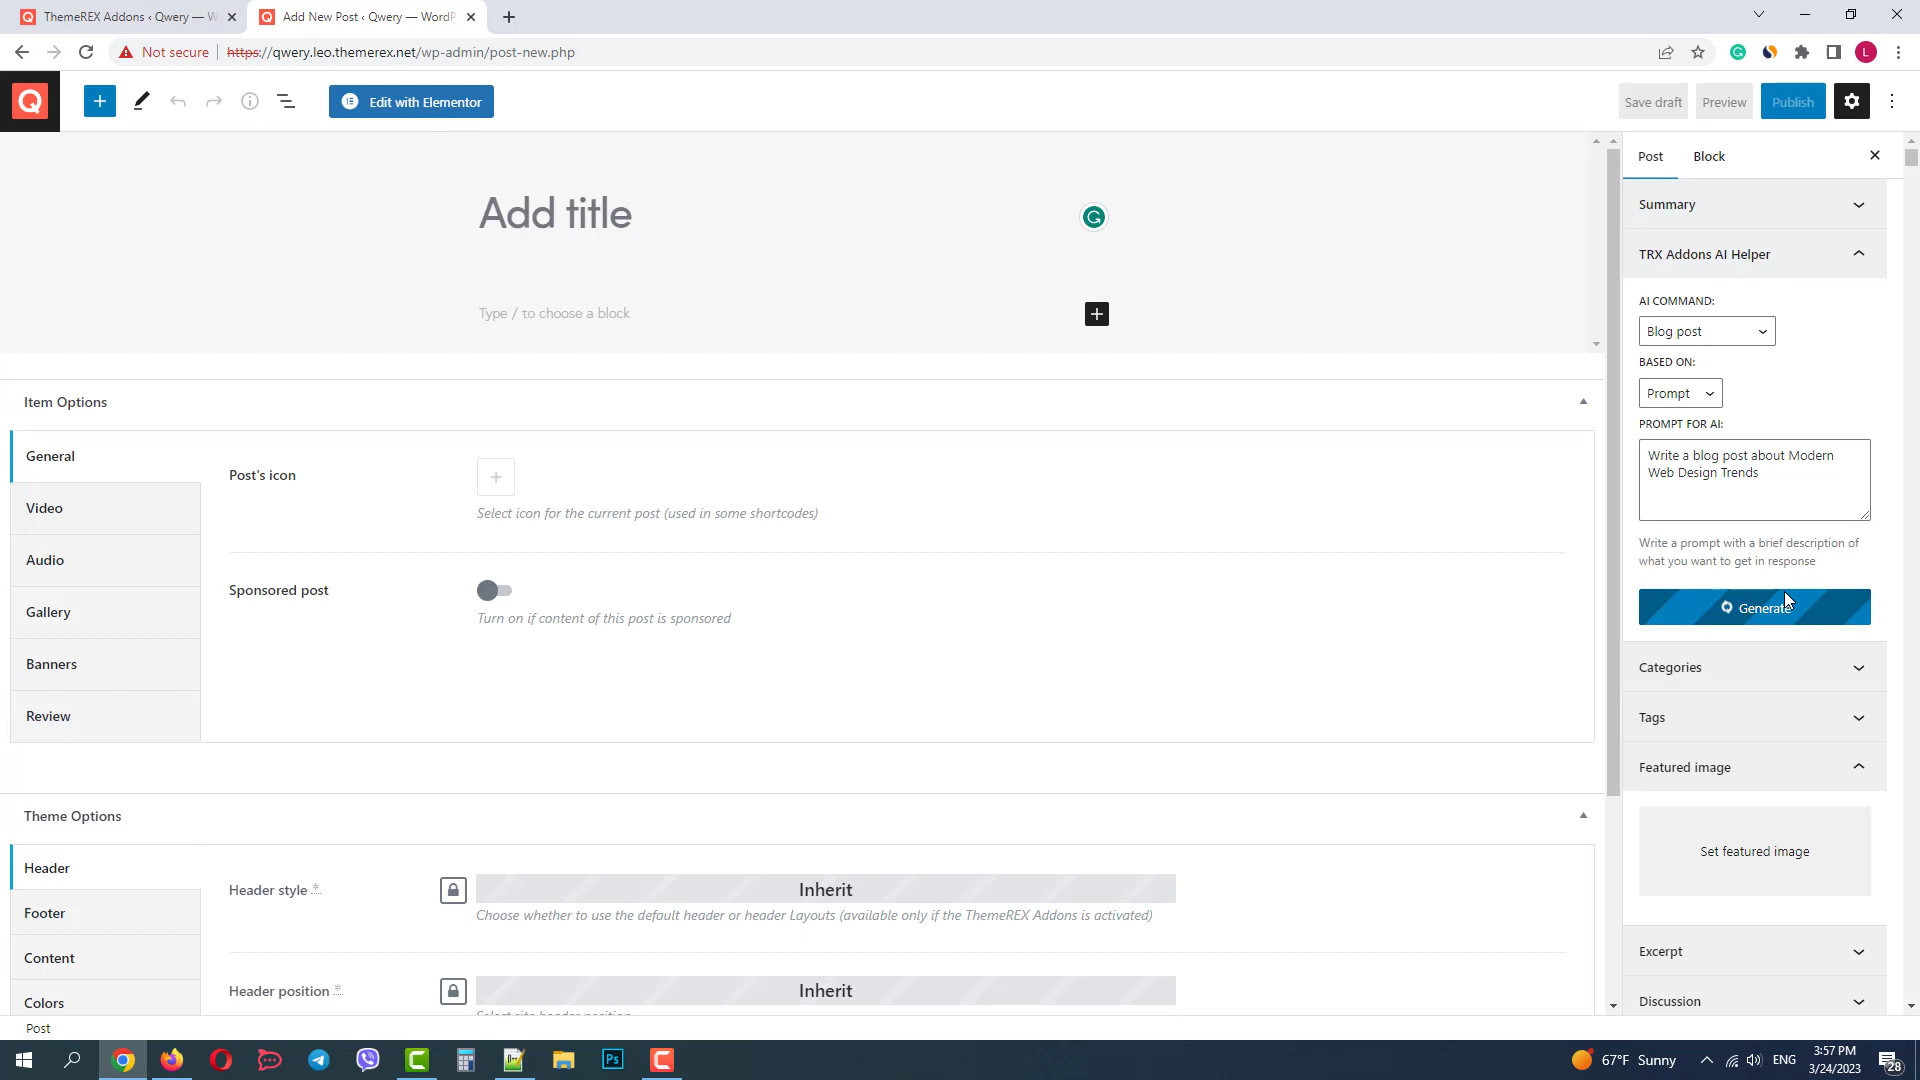 ThemeREX Addons ‹ Qwery — W
Add New Post ‹ Qwery — WordP
Not secure
https://qwery.leo.themerex.net/wp-admin/post-new.php
L
Edit with Elementor
Save draft
Preview
Publish
Post
Block
Add title
Type / to choose a block
Summary
TRX Addons AI Helper
AI COMMAND:
Blog post
BASED ON:
Prompt
PROMPT FOR AI:
Write a blog post about Modern
Web Design Trends
Write a prompt with a brief description of
what you want to get in response
Generate
Categories
Tags
Featured image
Set featured image
Excerpt
Discussion
Item Options
General
Video
Audio
Gallery
Banners
Review
Post's icon
Select icon for the current post (used in some shortcodes)
Sponsored post
Turn on if content of this post is sponsored
Theme Options
Header
Footer
Content
Colors
Header style *
Inherit
Choose whether to use the default header or header Layouts (available only if the ThemeREX Addons is activated)
Header position *
Inherit
Select site header position
Post
Ps
67°F Sunny
ENG
3:57 PM
3/24/2023
28